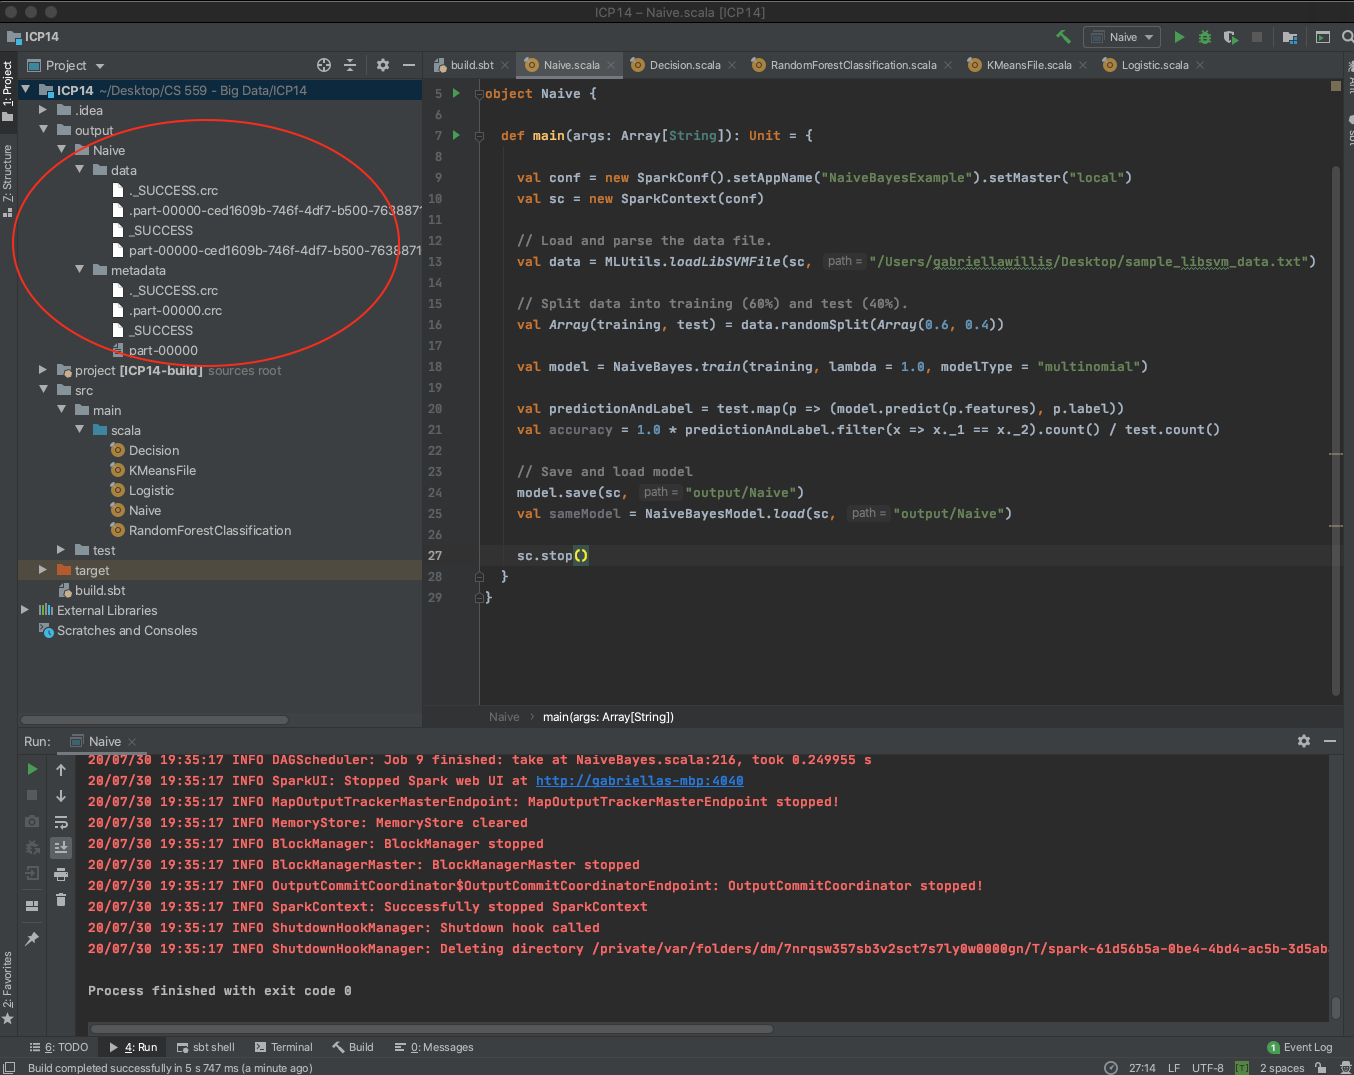 ICP14 – Naive.scala [ICP14]
ICP14
Naive
1: Project
7: Structure
2: Favorites
Project
build.sbt
Naive.scala
Decision.scala
RandomForestClassification.scala
KMeansFile.scala
Logistic.scala
ICP14 ~/Desktop/CS 559 - Big Data/ICP14
.idea
output
Naive
data
._SUCCESS.crc
.part-00000-ced1609b-746f-4df7-b500-7638871
_SUCCESS
part-00000-ced1609b-746f-4df7-b500-7638871
metadata
._SUCCESS.crc
.part-00000.crc
_SUCCESS
part-00000
project [ICP14-build] sources root
src
main
scala
Decision
KMeansFile
Logistic
Naive
RandomForestClassification
test
target
build.sbt
External Libraries
Scratches and Consoles
5 object Naive {
6
7 def main(args: Array[String]): Unit = {
8
9 val conf = new SparkConf().setAppName("NaiveBayesExample").setMaster("local")
10 val sc = new SparkContext(conf)
11
12 // Load and parse the data file.
13 val data = MLUtils.loadLibSVMFile(sc, path = "/Users/gabriellawillis/Desktop/sample_libsvm_data.txt")
14
15 // Split data into training (60%) and test (40%).
16 val Array(training, test) = data.randomSplit(Array(0.6, 0.4))
17
18 val model = NaiveBayes.train(training, lambda = 1.0, modelType = "multinomial")
19
20 val predictionAndLabel = test.map(p => (model.predict(p.features), p.label))
21 val accuracy = 1.0 * predictionAndLabel.filter(x => x._1 == x._2).count() / test.count()
22
23 // Save and load model
24 model.save(sc, path = "output/Naive")
25 val sameModel = NaiveBayesModel.load(sc, path = "output/Naive")
26
27 sc.stop()
28 }
29 }
Naive › main(args: Array[String])
Run: Naive
20/07/30 19:35:17 INFO DAGScheduler: Job 9 finished: take at NaiveBayes.scala:216, took 0.249955 s
20/07/30 19:35:17 INFO SparkUI: Stopped Spark web UI at http://gabriellas-mbp:4040
20/07/30 19:35:17 INFO MapOutputTrackerMasterEndpoint: MapOutputTrackerMasterEndpoint stopped!
20/07/30 19:35:17 INFO MemoryStore: MemoryStore cleared
20/07/30 19:35:17 INFO BlockManager: BlockManager stopped
20/07/30 19:35:17 INFO BlockManagerMaster: BlockManagerMaster stopped
20/07/30 19:35:17 INFO OutputCommitCoordinator$OutputCommitCoordinatorEndpoint: OutputCommitCoordinator stopped!
20/07/30 19:35:17 INFO SparkContext: Successfully stopped SparkContext
20/07/30 19:35:17 INFO ShutdownHookManager: Shutdown hook called
20/07/30 19:35:17 INFO ShutdownHookManager: Deleting directory /private/var/folders/dm/7nrqsw357sb3v2sct7s7ly0w0000gn/T/spark-61d56b5a-0be4-4bd4-ac5b-3d5ab
Process finished with exit code 0
6: TODO 4: Run sbt shell Terminal Build 0: Messages 1 Event Log
Build completed successfully in 5 s 747 ms (a minute ago) 27:14 LF UTF-8 [T] 2 spaces